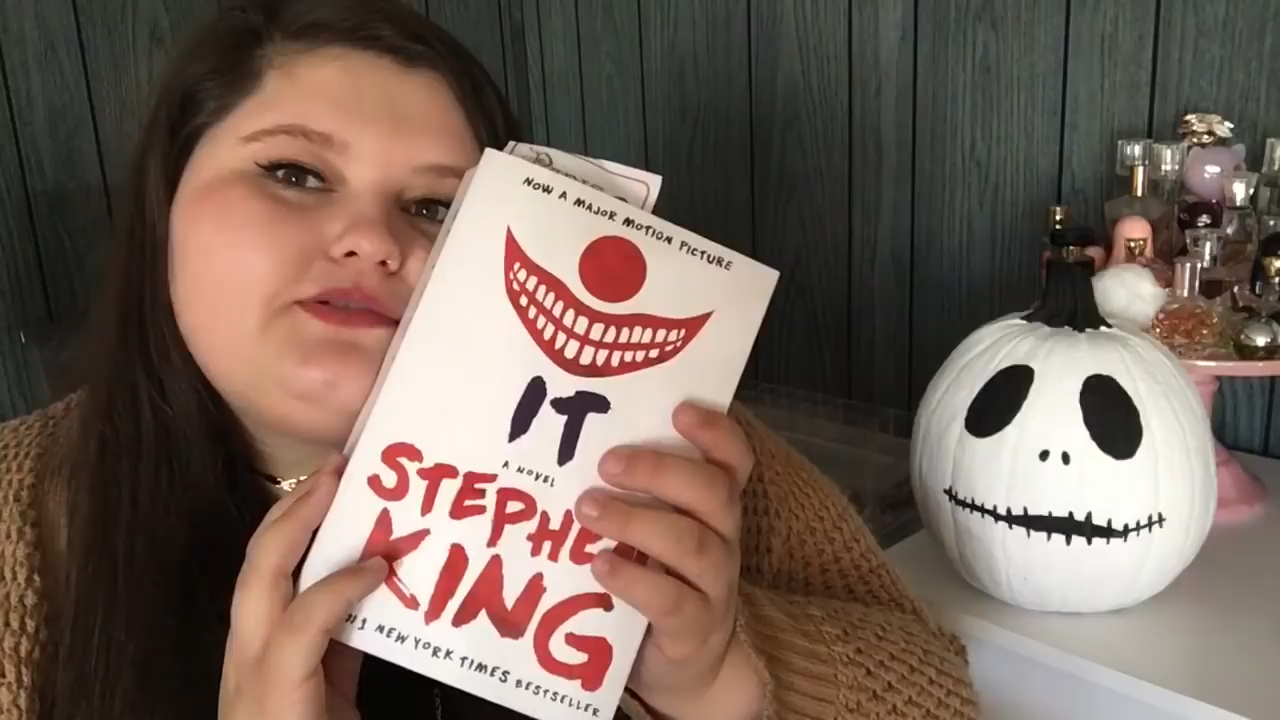 NOW A MAJOR MOTION PICTURE
IT
A NOVEL
STEPHEN
KING
#1 NEW YORK TIMES BESTSELLER